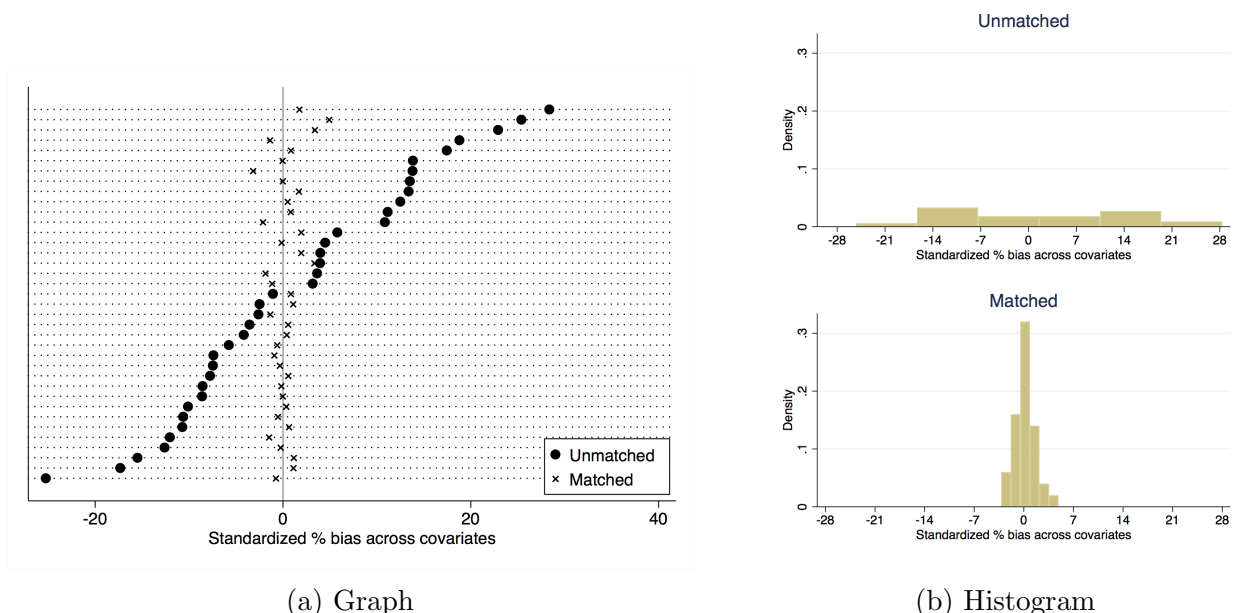 Unmatched
Matched
-20 0 20 40
Standardized % bias across covariates
(a) Graph
Unmatched
.3
.2
.1
0
Density
-28 -21 -14 -7 0 7 14 21 28
Standardized % bias across covariates
Matched
.3
.2
.1
0
Density
-28 -21 -14 -7 0 7 14 21 28
Standardized % bias across covariates
(b) Histogram